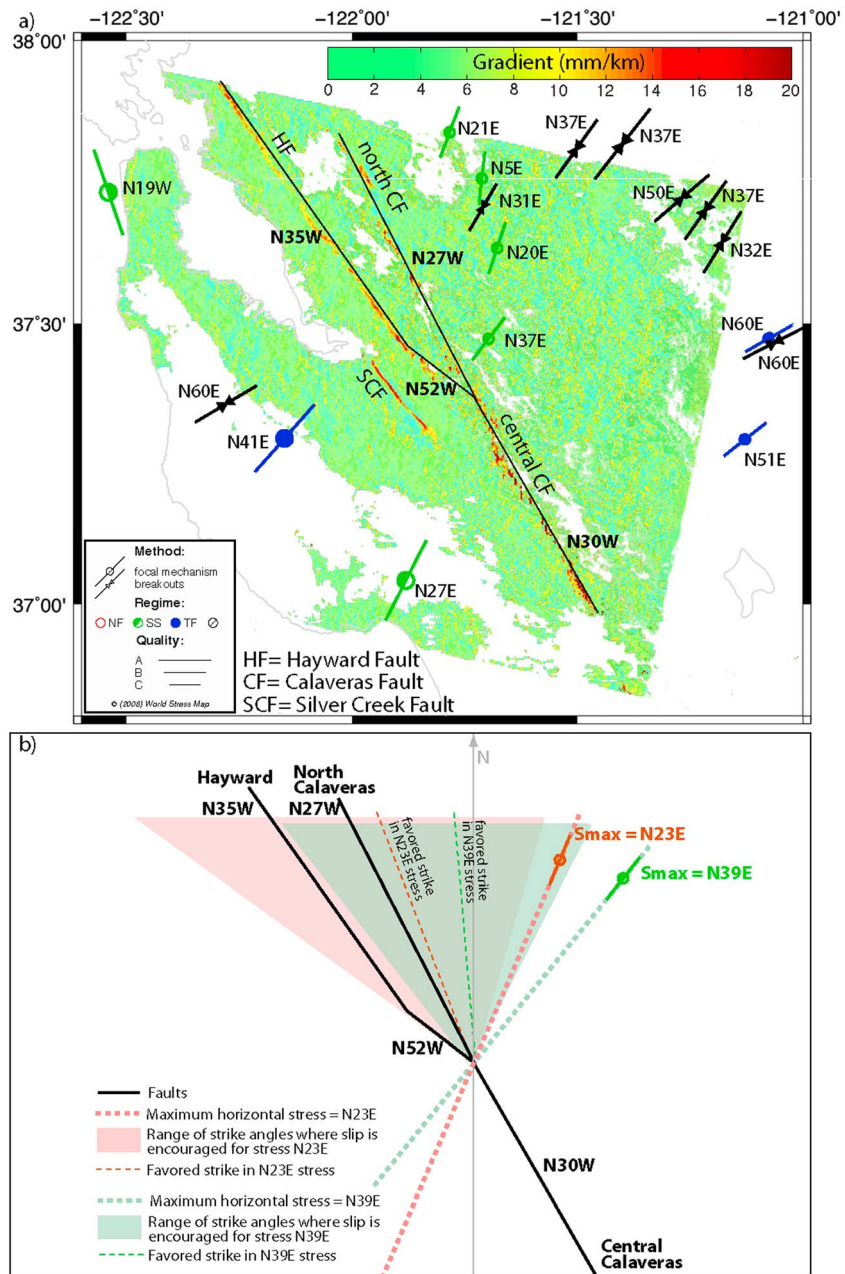 a)
-122°30'
-122°00'
-121°30'
-121°00'
38°00'
Gradient (mm/km)
0 2 4 6 8 10 12 14 16 18 20
N21E
N37E
N37E
HF
north CF
N5E
N50E
N37E
N19W
N31E
N35W
N27W
N20E
N32E
37°30'
N37E
N60E
N60E
N52W
SCF
N60E
central CF
N41E
N51E
N30W
37°00'
N27E
Method:
focal mechanism
breakouts
Regime:
NF SS TF
Quality:
A
B
C
© (2008) World Stress Map
HF= Hayward Fault
CF= Calaveras Fault
SCF= Silver Creek Fault
b)
N
Hayward
N35W
North
Calaveras
N27W
favored strike
in N23E stress
favored strike
in N39E stress
Smax = N23E
Smax = N39E
N52W
Faults
Maximum horizontal stress = N23E
Range of strike angles where slip is
encouraged for stress N23E
Favored strike in N23E stress
Maximum horizontal stress = N39E
Range of strike angles where slip is
encouraged for stress N39E
Favored strike in N39E stress
N30W
Central
Calaveras